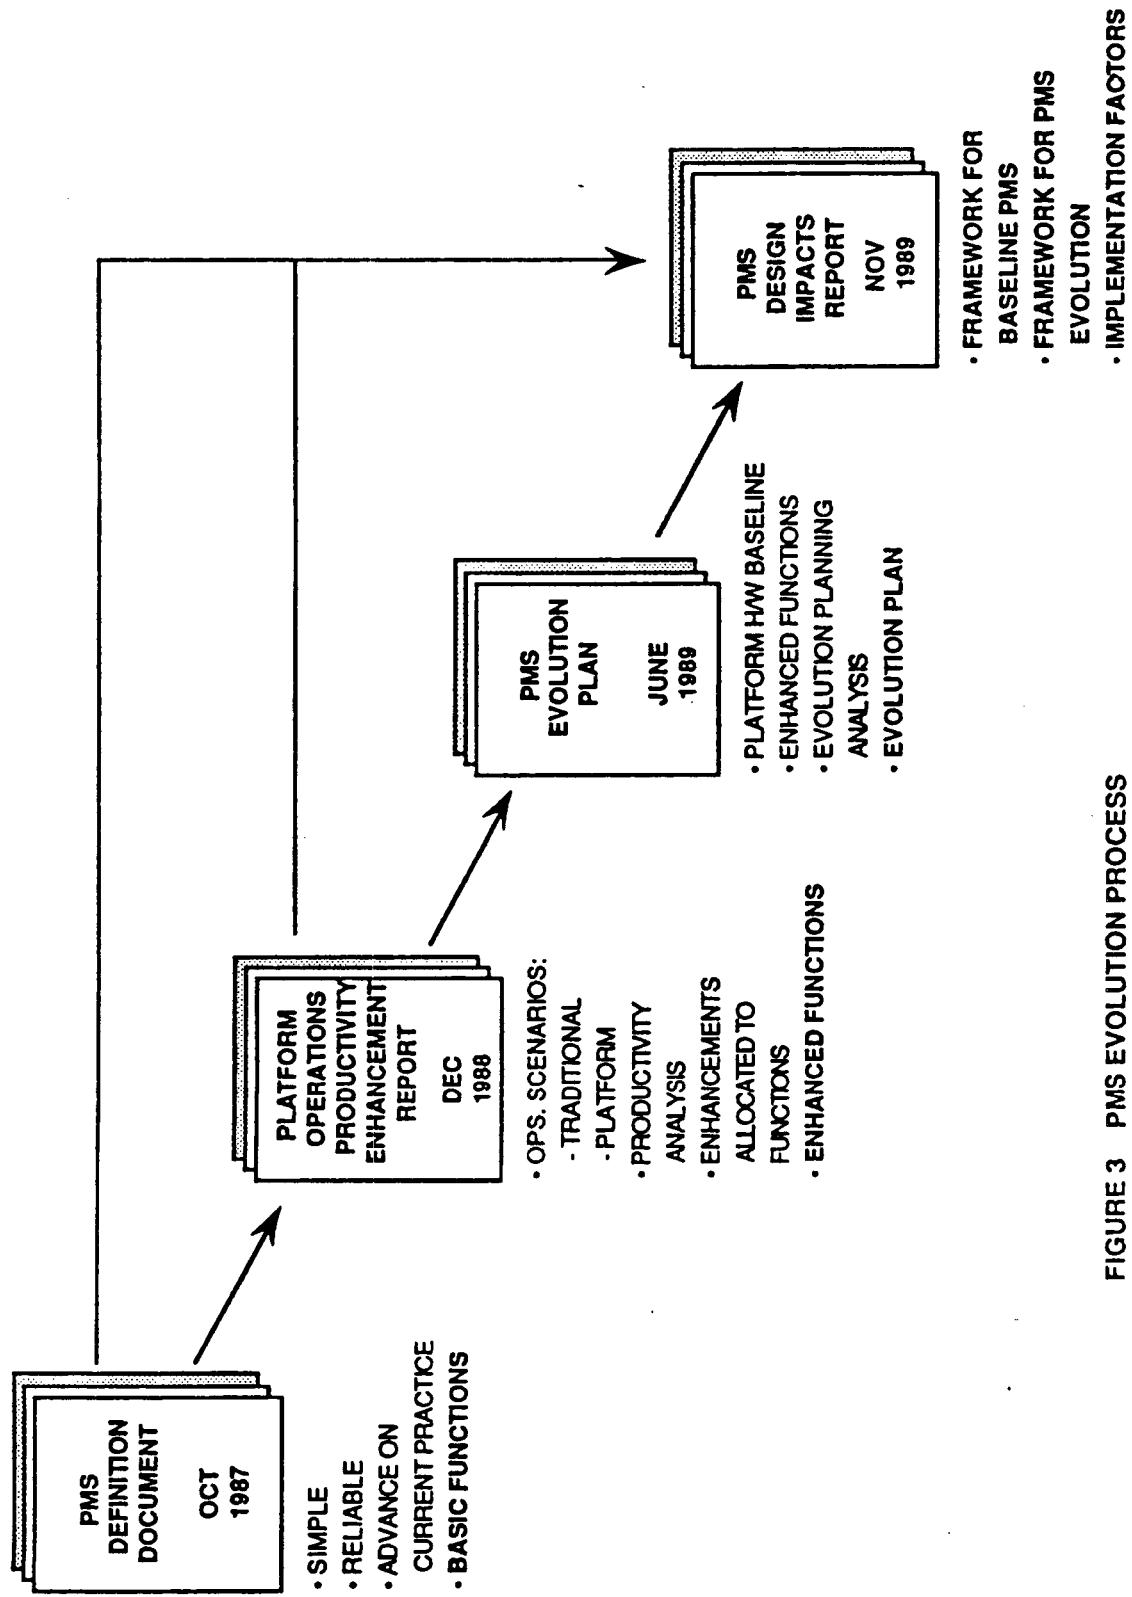 PMS
DEFINITION
DOCUMENT
OCT
1987
• SIMPLE
• RELIABLE
• ADVANCE ON
CURRENT PRACTICE
• BASIC FUNCTIONS
PLATFORM
OPERATIONS
PRODUCTIVITY
ENHANCEMENT
REPORT
DEC
1988
• OPS. SCENARIOS:
- TRADITIONAL
- PLATFORM
• PRODUCTIVITY
ANALYSIS
• ENHANCEMENTS
ALLOCATED TO
FUNCTIONS
• ENHANCED FUNCTIONS
PMS
EVOLUTION
PLAN
JUNE
1989
• PLATFORM H/W BASELINE
• ENHANCED FUNCTIONS
• EVOLUTION PLANNING
ANALYSIS
• EVOLUTION PLAN
PMS
DESIGN
IMPACTS
REPORT
NOV
1989
• FRAMEWORK FOR
BASELINE PMS
• FRAMEWORK FOR PMS
EVOLUTION
• IMPLEMENTATION FACTORS
FIGURE 3 PMS EVOLUTION PROCESS